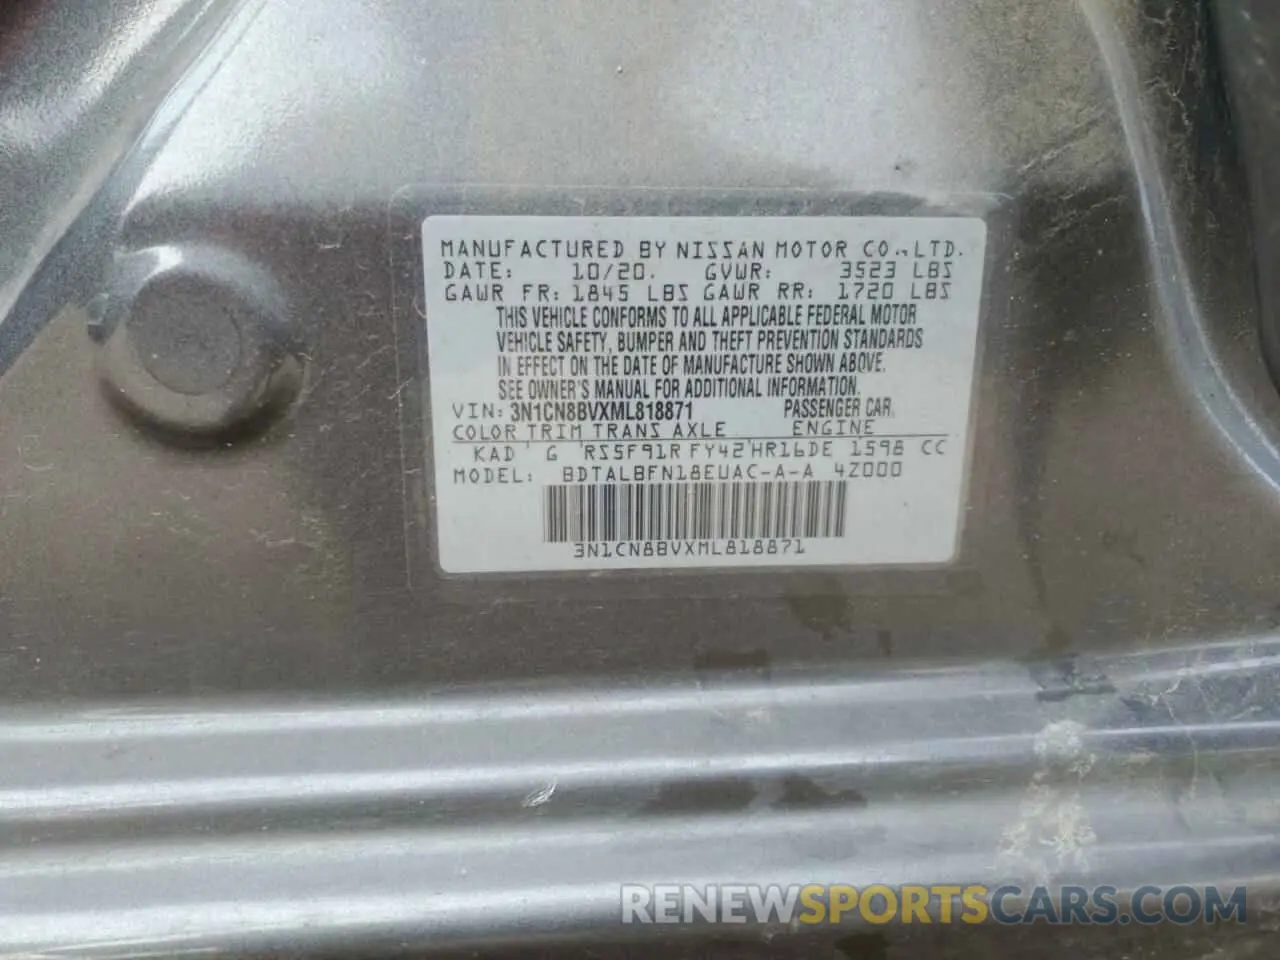 MANUFACTURED BY NISSAN MOTOR CO.,LTD.
DATE: 10/20. GVWR: 3523 LBS
GAWR FR: 1845 LBS GAWR RR: 1720 LBS
THIS VEHICLE CONFORMS TO ALL APPLICABLE FEDERAL MOTOR
VEHICLE SAFETY, BUMPER AND THEFT PREVENTION STANDARDS
IN EFFECT ON THE DATE OF MANUFACTURE SHOWN ABOVE.
SEE OWNER'S MANUAL FOR ADDITIONAL INFORMATION.
VIN: 3N1CN8BVXML818871 PASSENGER CAR
COLOR TRIM TRANS AXLE ENGINE
KAD G RS5F91R FY42 HR16DE 1598 CC
MODEL: BDTALBFN18EUAC-A-A 4Z000
3N1CN8BVXML818871
RENEWSPORTSCARS.COM